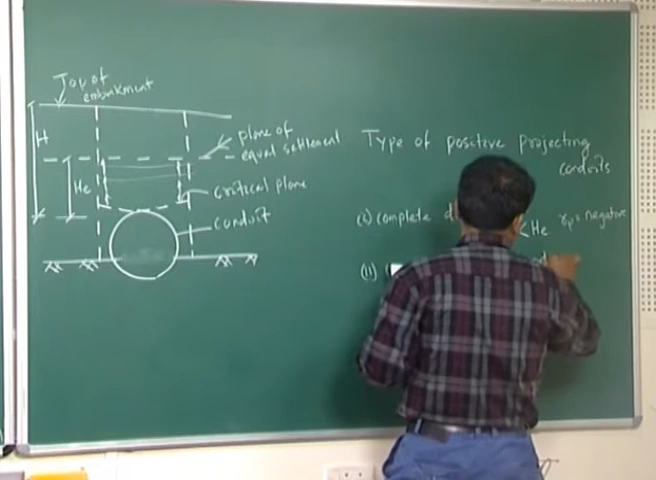 Top of
embankment
H
plane of
equal settlement
He
critical plane
conduit
Type of positive projecting
conduits
(i) complete
< He rp = negative
(ii)